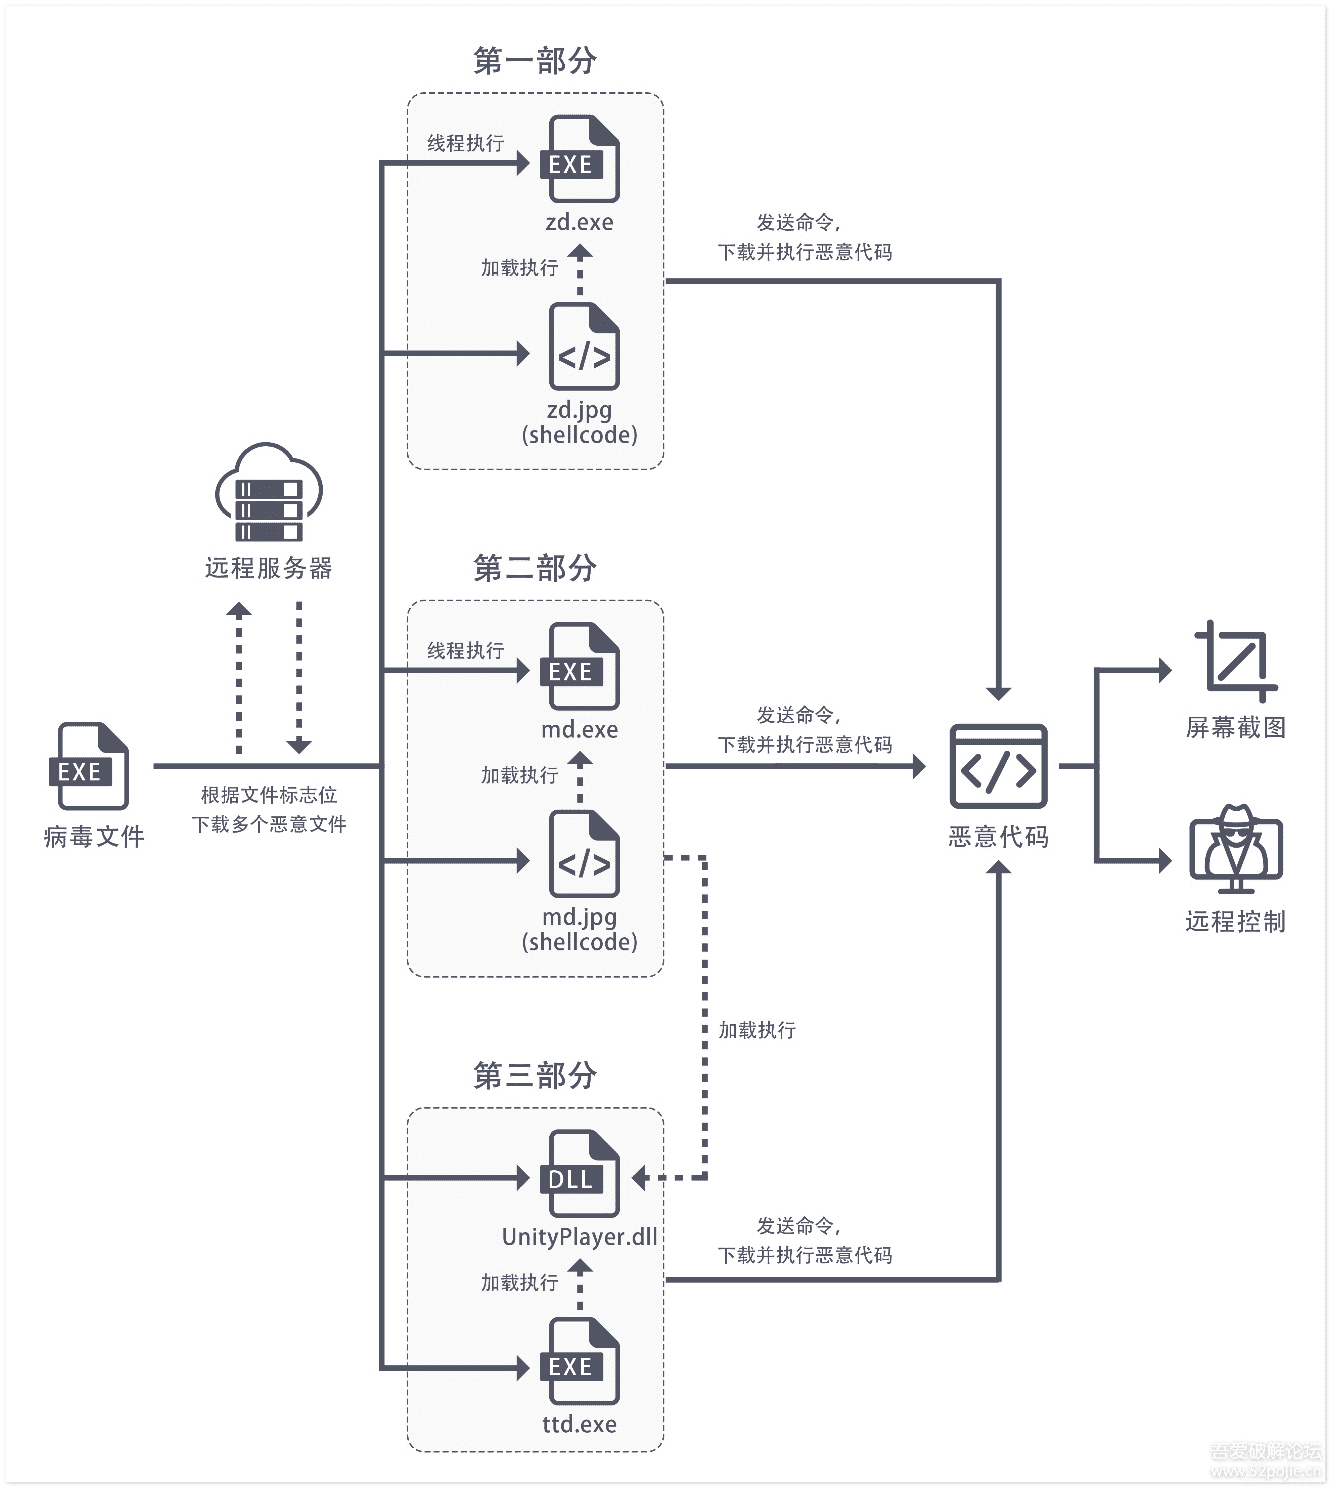 第一部分
线程执行
EXE
zd.exe
加载执行
</>
zd.jpg
(shellcode)
发送命令,
下载并执行恶意代码
远程服务器
第二部分
线程执行
EXE
md.exe
加载执行
</>
md.jpg
(shellcode)
发送命令,
下载并执行恶意代码
EXE
病毒文件
根据文件标志位
下载多个恶意文件
</>
恶意代码
屏幕截图
远程控制
加载执行
第三部分
DLL
UnityPlayer.dll
加载执行
EXE
ttd.exe
发送命令,
下载并执行恶意代码
吾爱破解论坛
www.52pojie.cn